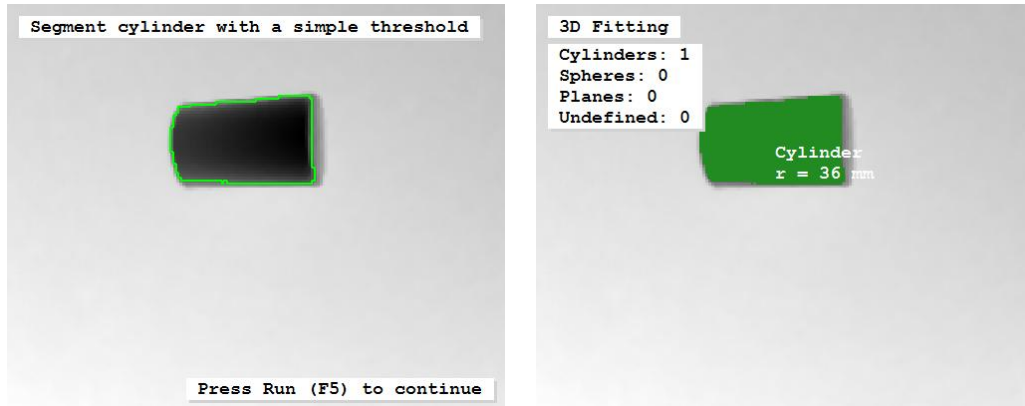 Segment cylinder with a simple threshold
Press Run (F5) to continue
3D Fitting
Cylinders: 1
Spheres: 0
Planes: 0
Undefined: 0
Cylinder
r = 36 mm